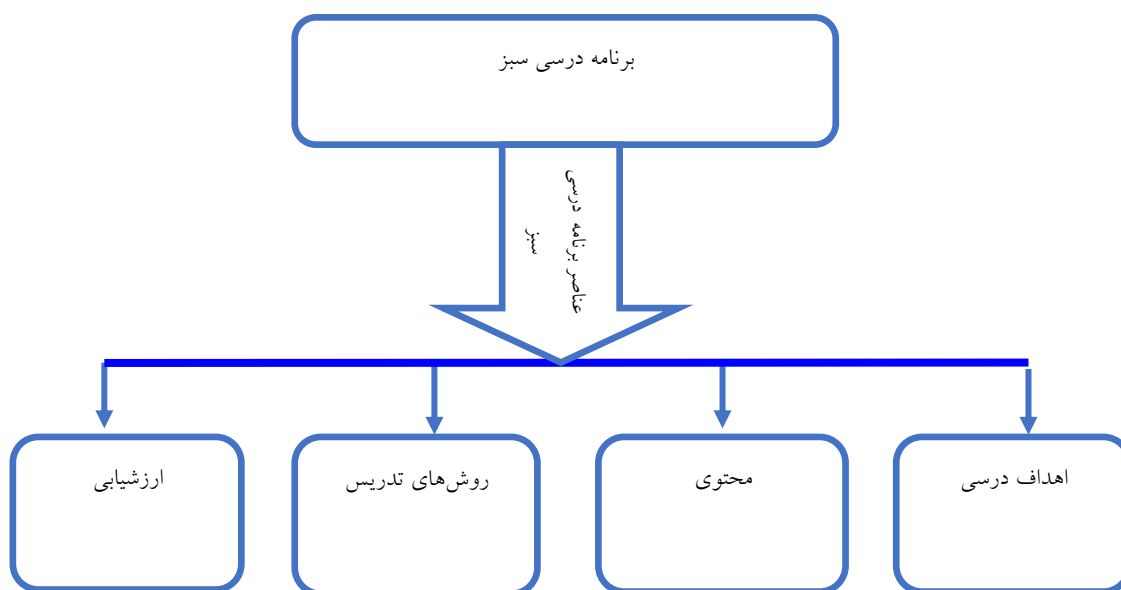 برنامه درسی سبز
عناصر برنامه درسی
سبز
اهداف درسی
محتوی
روش‌های تدریس
ارزشیابی